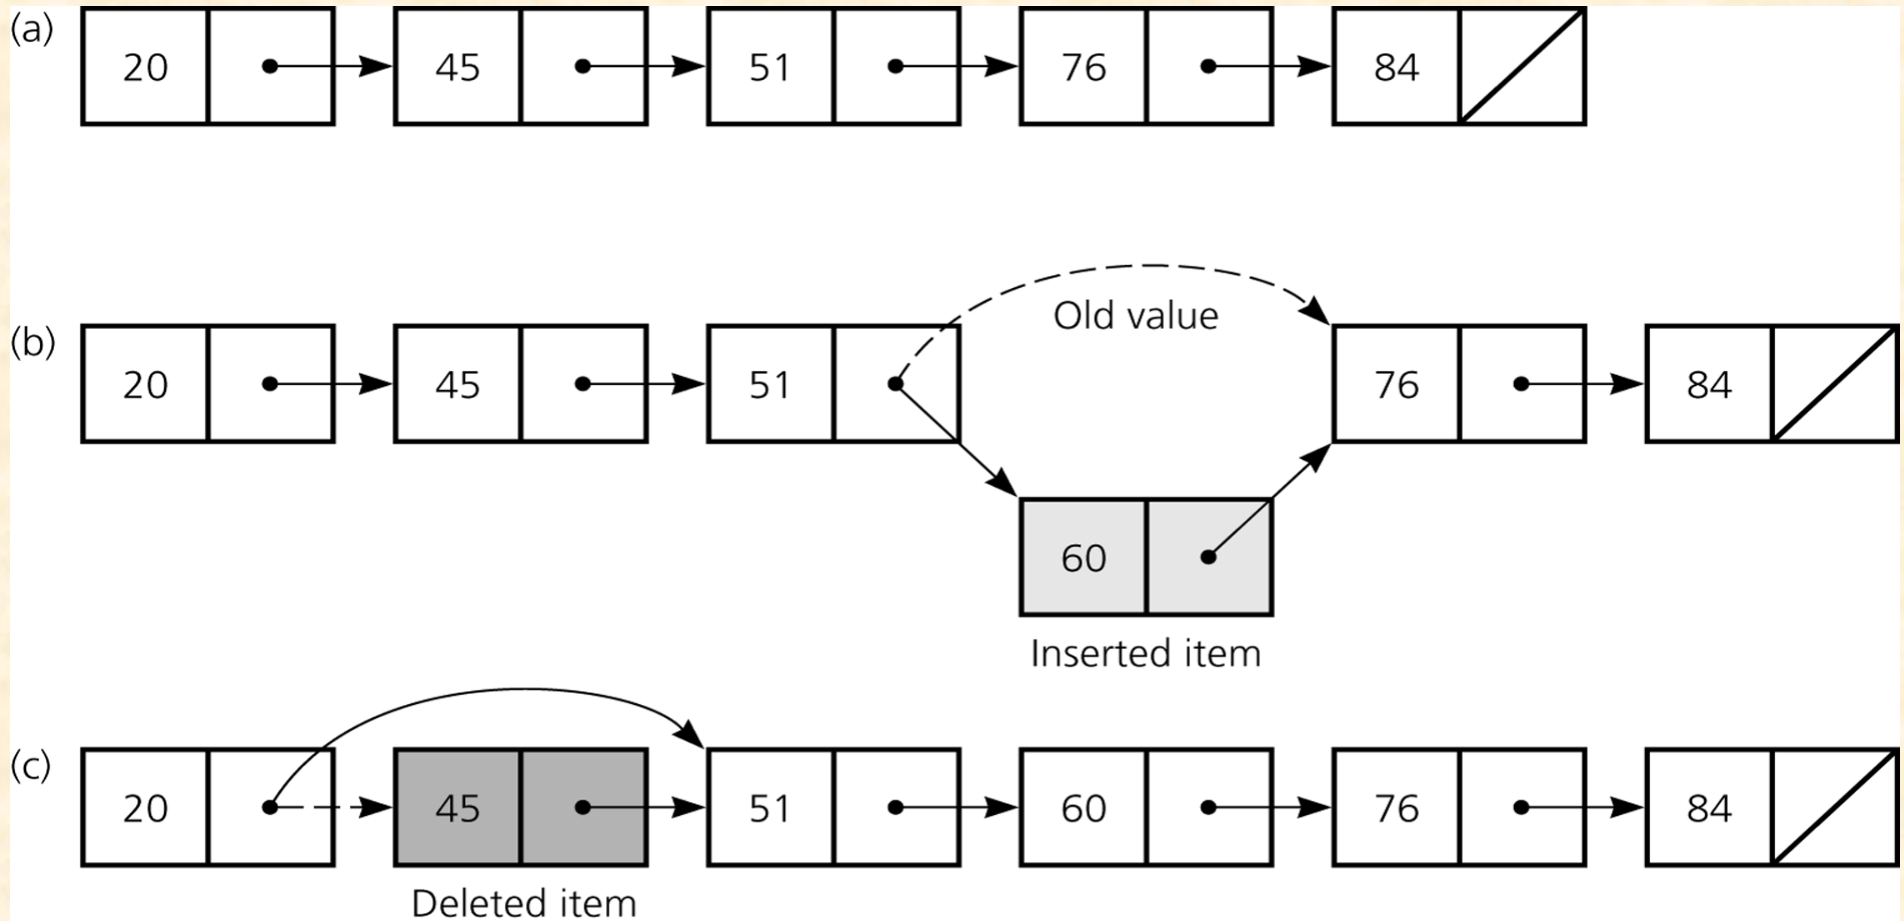 (a)
20 45 51 76 84
Old value
(b)
20 45 51 76 84
60
Inserted item
(c)
20 45 51 60 76 84
Deleted item